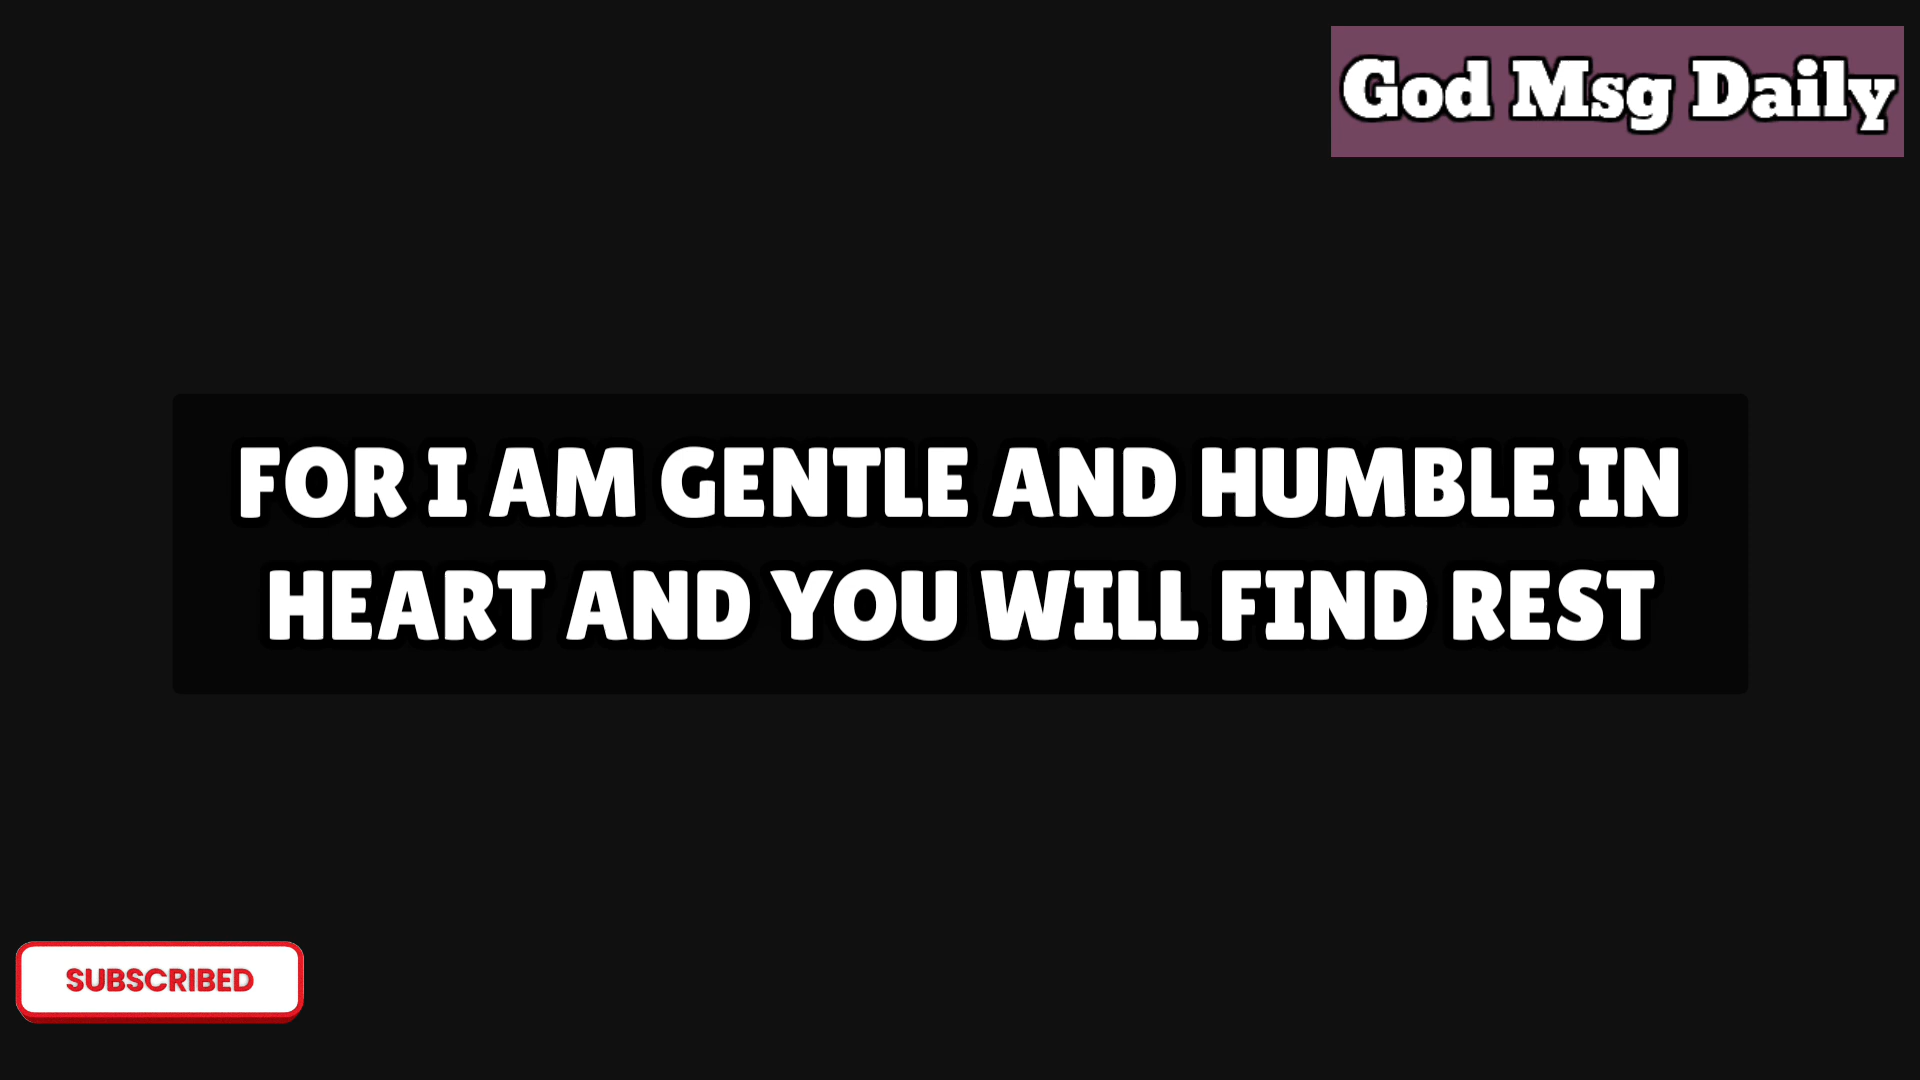 God Msg Daily
FOR I AM GENTLE AND HUMBLE IN
HEART AND YOU WILL FIND REST
SUBSCRIBED